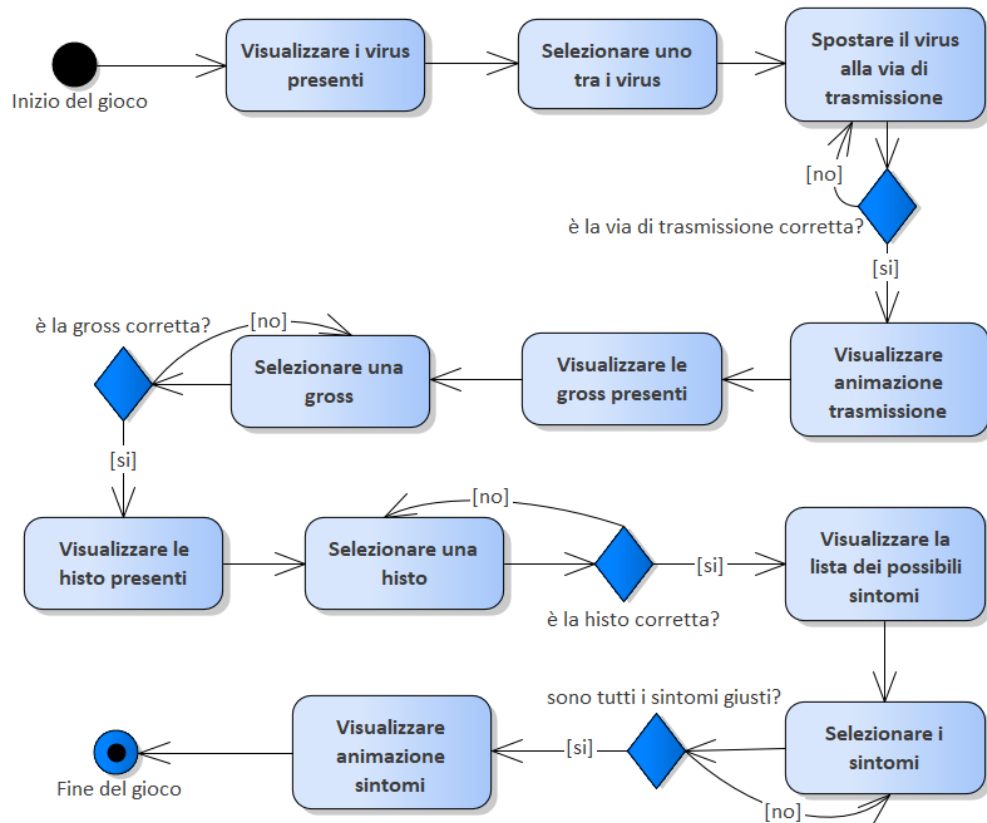 Inizio del gioco
Visualizzare i virus
presenti
Selezionare uno
tra i virus
Spostare il virus
alla via di
trasmissione
[no]
è la via di trasmissione corretta?
[si]
Visualizzare
animazione
trasmissione
Visualizzare le
gross presenti
Selezionare una
gross
[no]
è la gross corretta?
[si]
Visualizzare le
histo presenti
Selezionare una
histo
[no]
è la histo corretta?
[si]
Visualizzare la
lista dei possibili
sintomi
Selezionare i
sintomi
[no]
sono tutti i sintomi giusti?
[si]
Visualizzare
animazione
sintomi
Fine del gioco